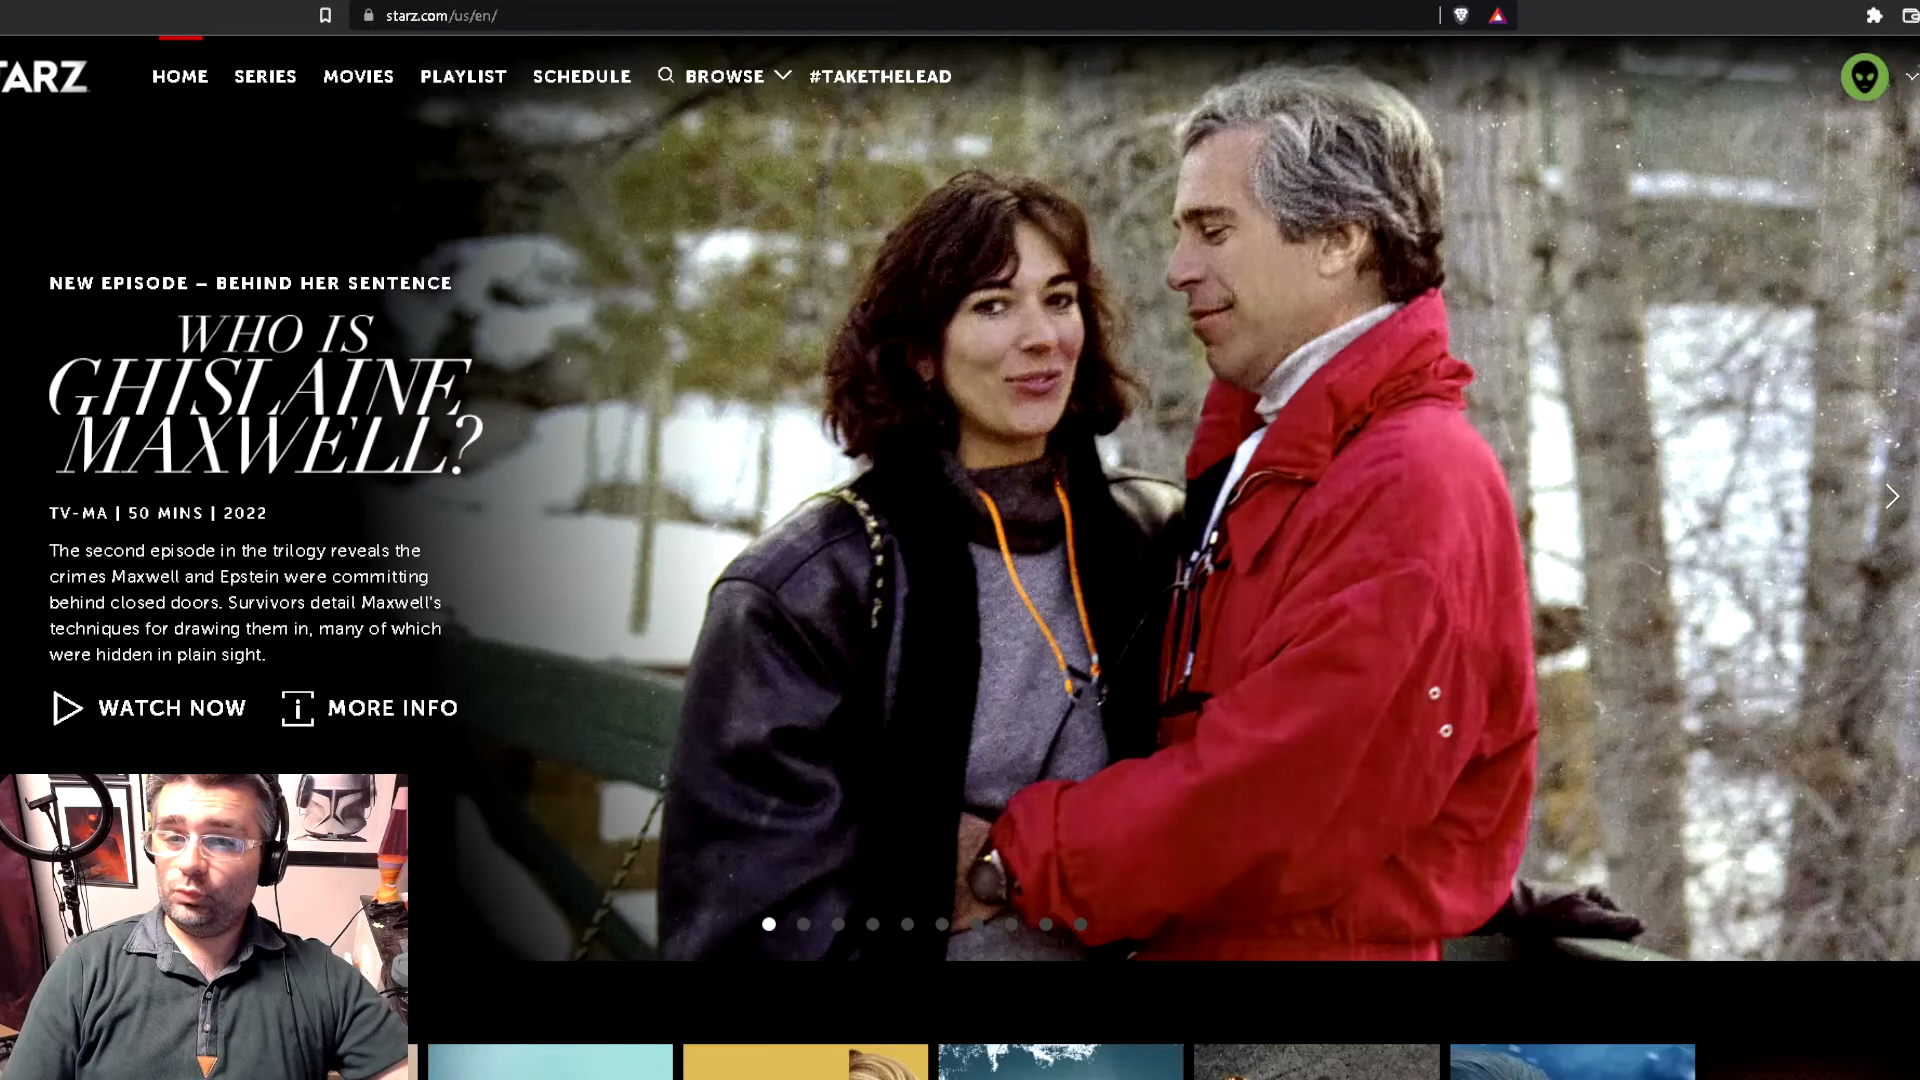 starz.com/us/en/
TARZ
HOME SERIES MOVIES PLAYLIST SCHEDULE BROWSE #TAKETHELEAD
NEW EPISODE – BEHIND HER SENTENCE
WHO IS
GHISLAINE
MAXWELL?
TV-MA | 50 MINS | 2022
The second episode in the trilogy reveals the
crimes Maxwell and Epstein were committing
behind closed doors. Survivors detail Maxwell's
techniques for drawing them in, many of which
were hidden in plain sight.
WATCH NOW i MORE INFO